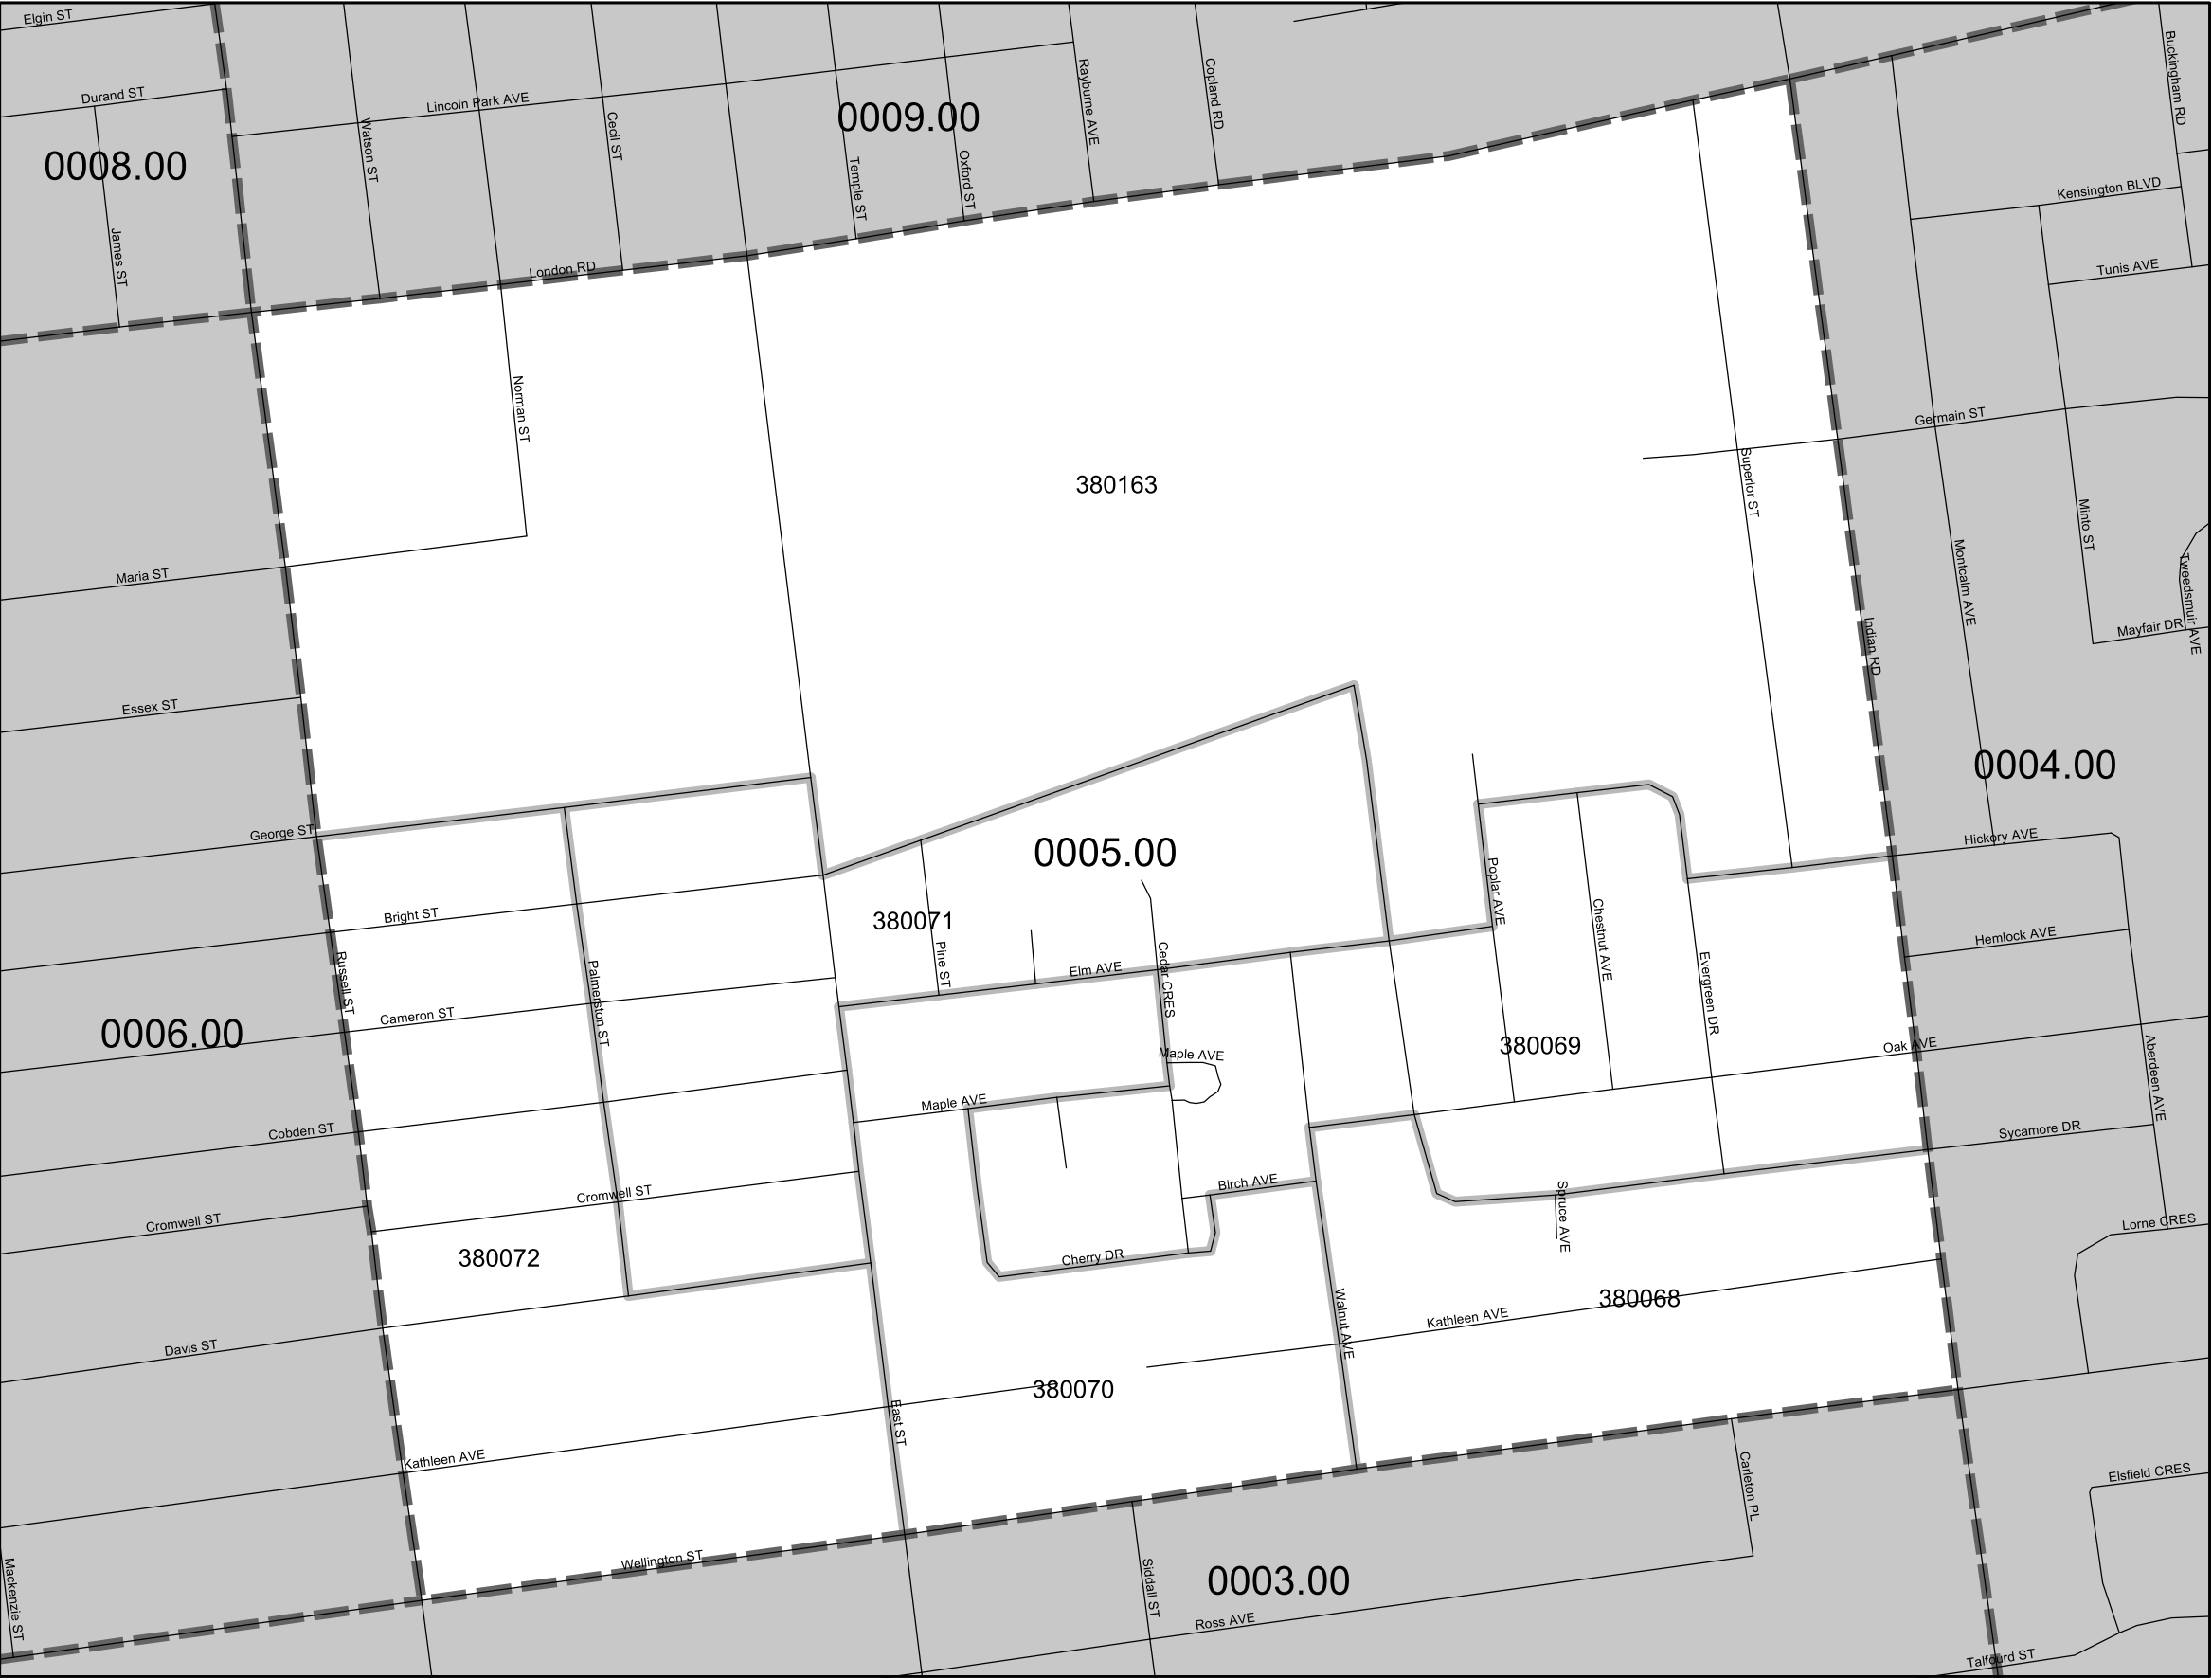 Elgin ST
Durand ST
0008.00
James ST
Watson ST
Lincoln Park AVE
Cecil ST
0009.00
Temple ST
Oxford ST
Rayburne AVE
Copland RD
Buckingham RD
Kensington BLVD
Tunis AVE
London RD
Norman ST
380163
Superior ST
Germain ST
Minto ST
Montcalm AVE
Tweedsmuir AVE
Mayfair DR
Indian RD
Maria ST
Essex ST
George ST
0004.00
Hickory AVE
0005.00
Bright ST
380071
Pine ST
Elm AVE
Cedar CRES
Poplar AVE
Chestnut AVE
Evergreen DR
Hemlock AVE
Russell ST
Palmerston ST
Cameron ST
0006.00
Maple AVE
380069
Oak AVE
Aberdeen AVE
Maple AVE
Cobden ST
Sycamore DR
Cromwell ST
Cromwell ST
Birch AVE
Spruce AVE
Lorne CRES
380072
Cherry DR
380068
Walnut AVE
Kathleen AVE
Davis ST
380070
East ST
Kathleen AVE
Carleton PL
Elsfield CRES
Wellington ST
Mackenzie ST
Siddall ST
0003.00
Ross AVE
Talfourd ST